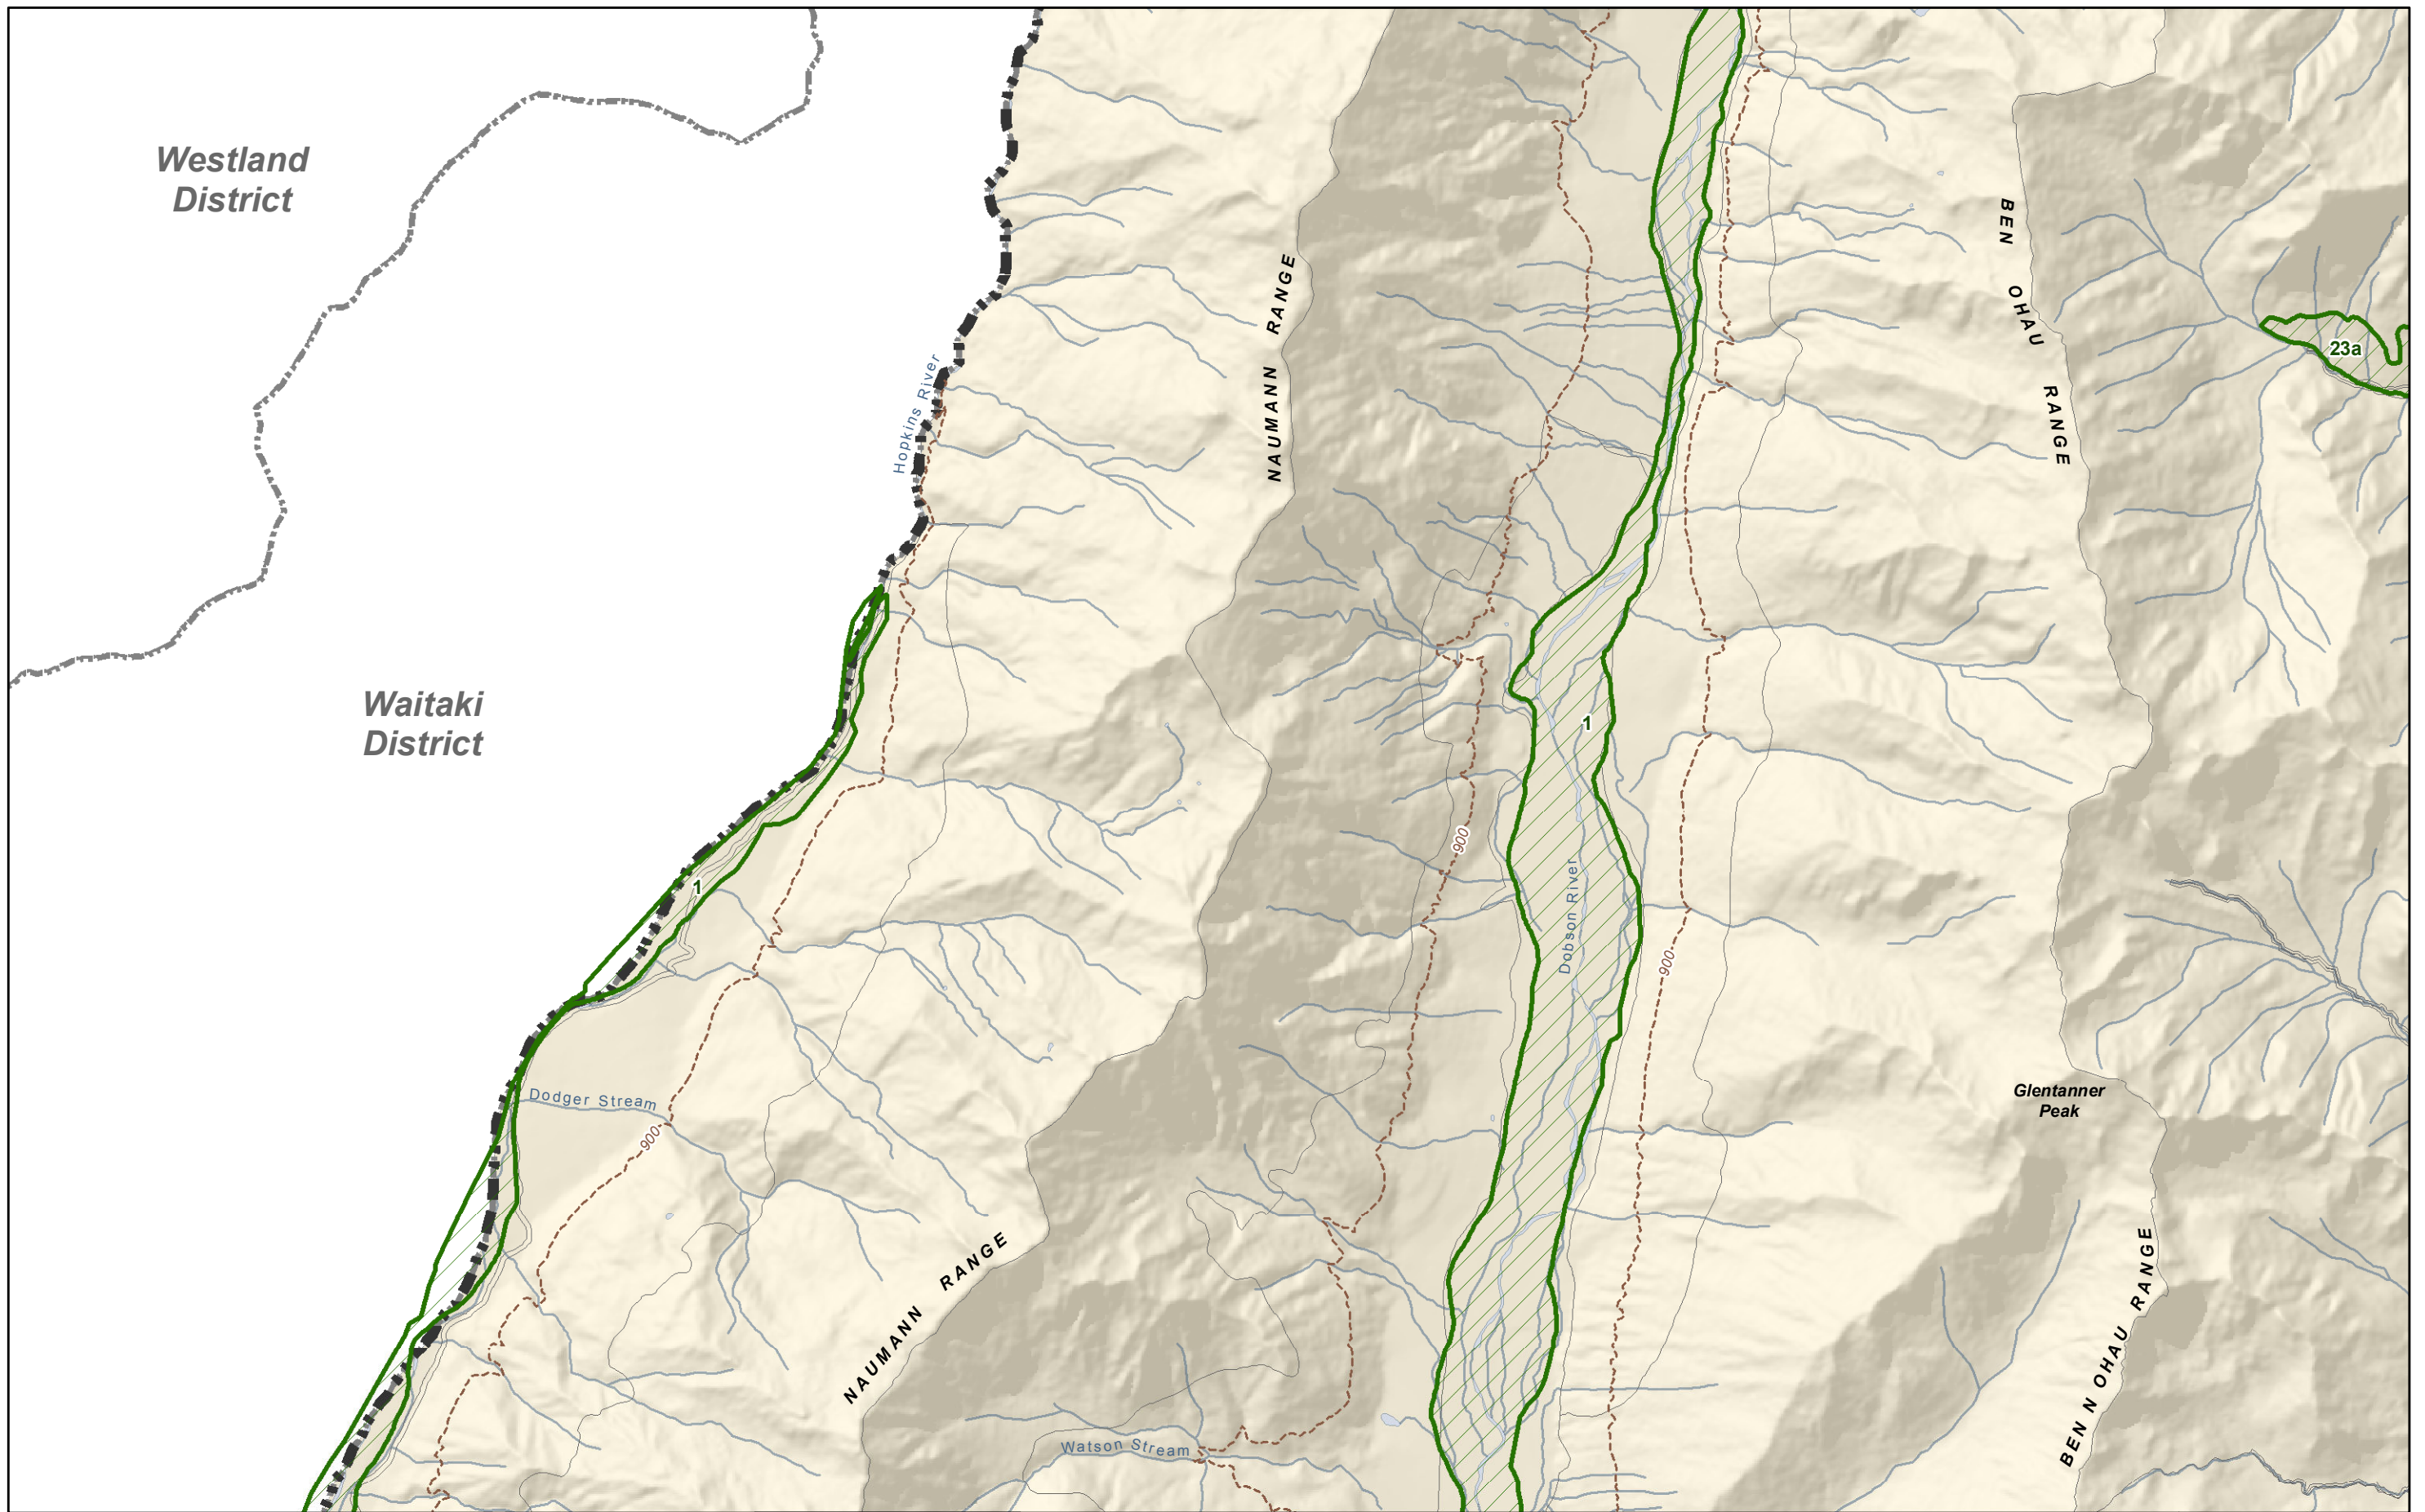 Westland
District
BEN OHAU RANGE
NAUMANN RANGE
23a
Hopkins River
Waitaki
District
1
900
1
Dobson River
900
Glentanner
Peak
Dodger Stream
900
NAUMANN RANGE
BEN N OHAU RANGE
Watson Stream